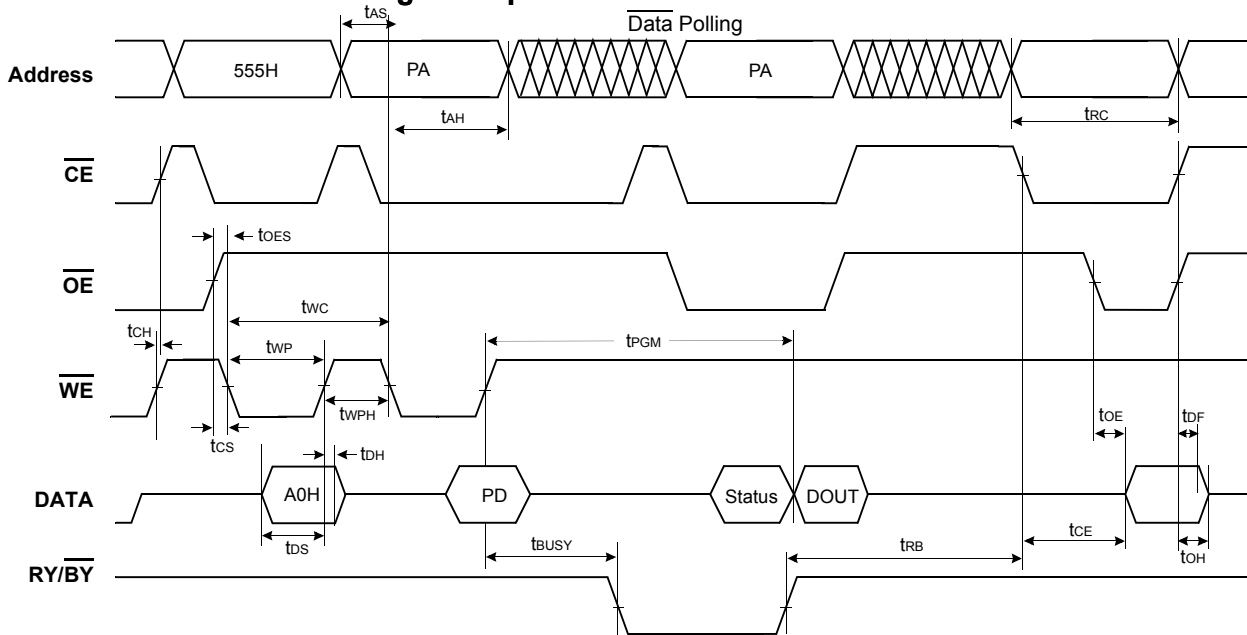 tAS
Data Polling
Address
555H
PA
PA
tAH
tRC
CE
tOES
OE
tWC
tCH
tWP
tPGM
WE
tWPH
tOE
tDF
tCS
tDH
DATA
A0H
PD
Status
DOUT
tDS
tBUSY
tRB
tCE
tOH
RY/BY